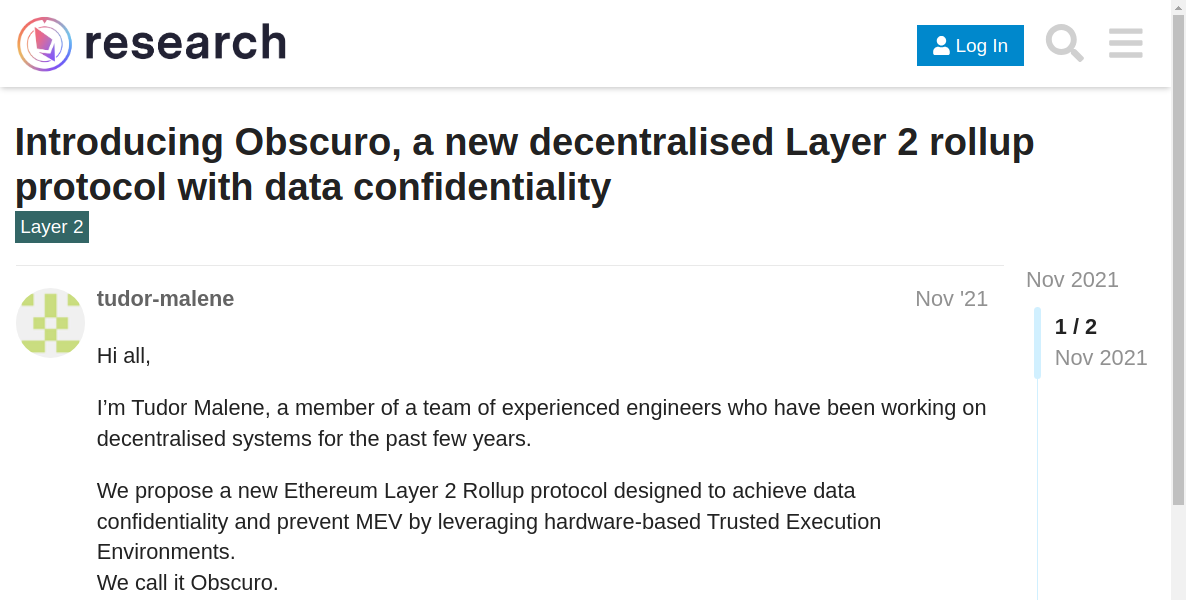 research
Log In
Introducing Obscuro, a new decentralised Layer 2 rollup
protocol with data confidentiality
Layer 2
tudor-malene
Nov '21
Nov 2021
1 / 2
Nov 2021
Hi all,
I’m Tudor Malene, a member of a team of experienced engineers who have been working on
decentralised systems for the past few years.
We propose a new Ethereum Layer 2 Rollup protocol designed to achieve data
confidentiality and prevent MEV by leveraging hardware-based Trusted Execution
Environments.
We call it Obscuro.